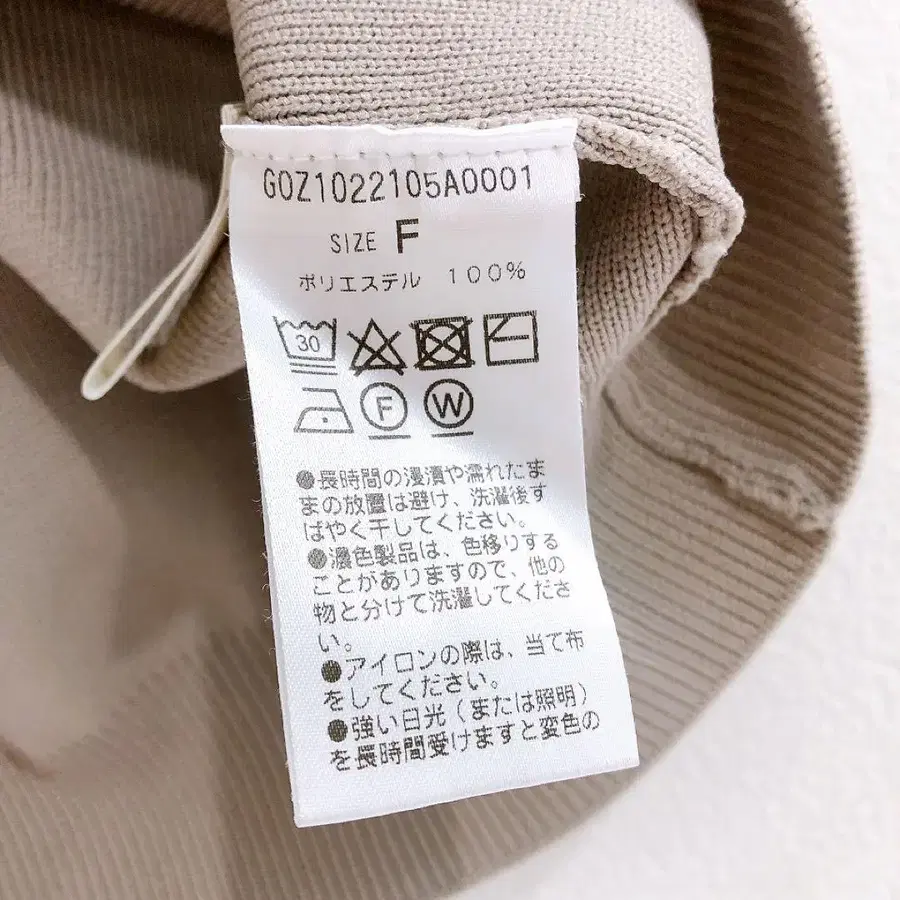 GOZ1022105A0001
SIZE F
ポリエステル 100%
30
F W
●長時間の浸漬や濡れたま
まの放置は避け、洗濯後す
ばやく干してください。
●濃色製品は、色移りする
ことがありますので、他の
物と分けて洗濯してくださ
い。
●アイロンの際は、当て布
をしてください。
●強い日光(または照明)
を長時間受けますと変色の